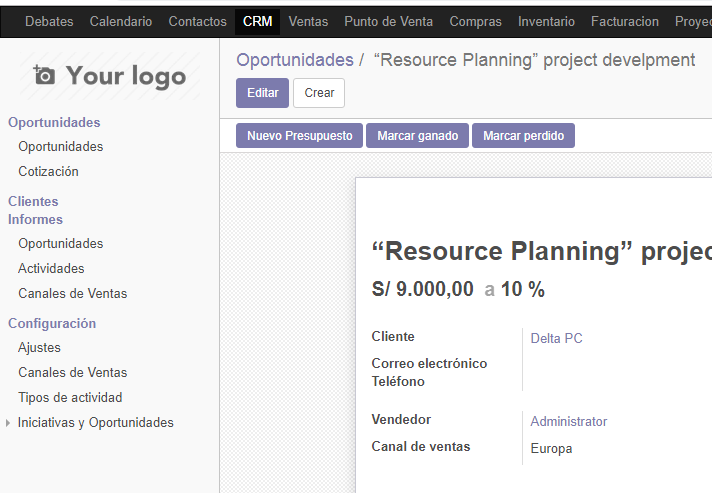 Debates Calendario Contactos CRM Ventas Punto de Venta Compras Inventario Facturacion Proyec
Your logo
Oportunidades / “Resource Planning” project develpment
Editar Crear
Nuevo Presupuesto Marcar ganado Marcar perdido
Oportunidades
Oportunidades
Cotización
Clientes
Informes
Oportunidades
Actividades
Canales de Ventas
Configuración
Ajustes
Canales de Ventas
Tipos de actividad
Iniciativas y Oportunidades
“Resource Planning” projec
S/ 9.000,00 a 10 %
Cliente Delta PC
Correo electrónico
Teléfono
Vendedor Administrator
Canal de ventas Europa